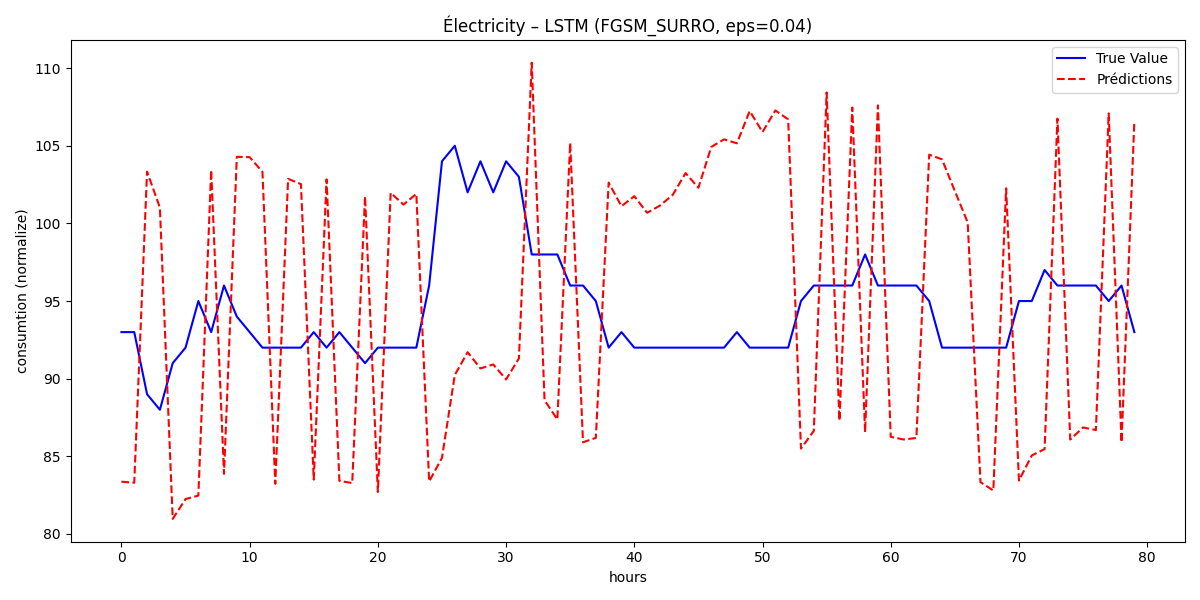 Électricity – LSTM (FGSM_SURRO, eps=0.04)
True Value
Prédictions
consumtion (normalize)
110
105
100
95
90
85
80
0 10 20 30 40 50 60 70 80
hours